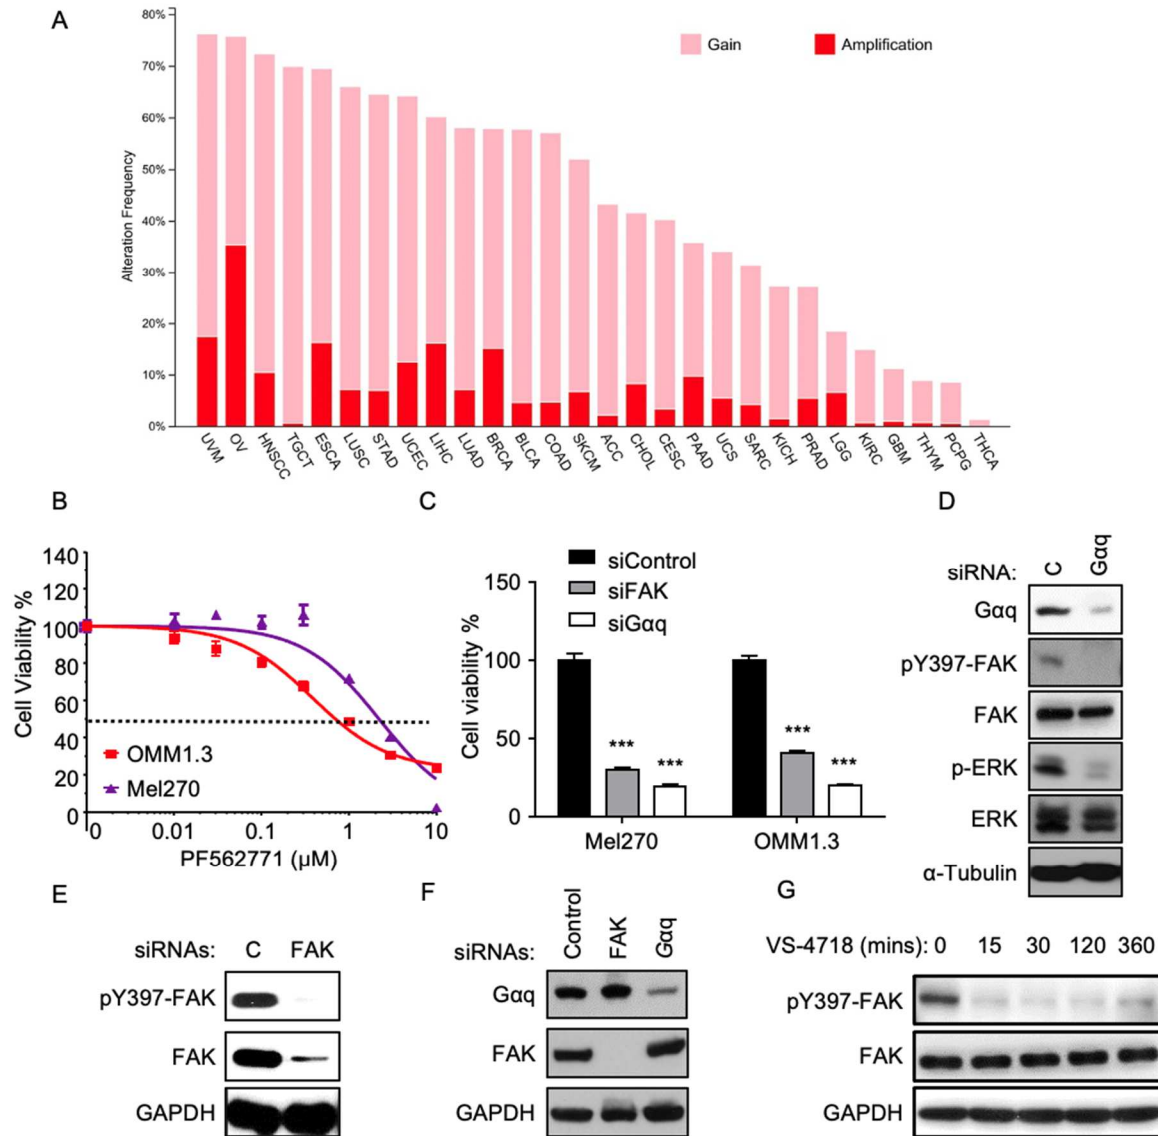 A
80%
70%
60%
50%
40%
30%
20%
10%
0%
Alteration Frequency
Gain
Amplification
UVM OV HNSCC TGCT ESCA LUSC STAD UCEC LIHC LUAD BRCA BLCA COAD SKCM ACC CHOL CESC PAAD UCS SARC KICH PRAD LGG KIRC GBM THYM PCPG THCA
B
140
120
100
80
60
40
20
0
Cell Viability %
OMM1.3
Mel270
0 0.01 0.1 1 10
PF562771 (µM)
C
siControl
siFAK
siGαq
150
100
50
0
Cell viability %
*** ***
*** ***
Mel270 OMM1.3
D
siRNA: C Gαq
Gαq
pY397-FAK
FAK
p-ERK
ERK
α-Tubulin
E
siRNAs: C FAK
pY397-FAK
FAK
GAPDH
F
siRNAs: Control FAK Gαq
Gαq
FAK
GAPDH
G
VS-4718 (mins): 0 15 30 120 360
pY397-FAK
FAK
GAPDH